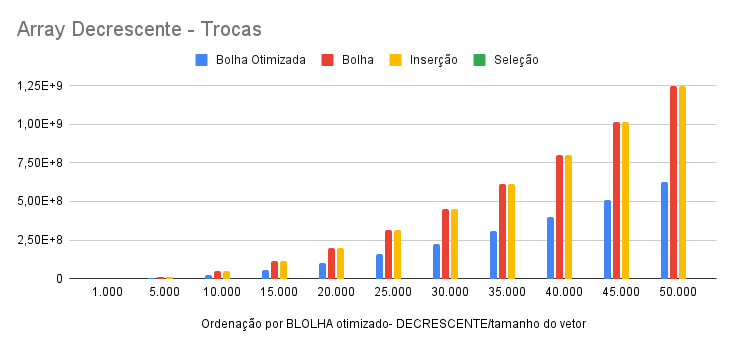 Array Decrescente - Trocas
Bolha Otimizada Bolha Inserção Seleção
1,25E+9
1,00E+9
7,50E+8
5,00E+8
2,50E+8
0
1.000 5.000 10.000 15.000 20.000 25.000 30.000 35.000 40.000 45.000 50.000
Ordenação por BLOLHA otimizado- DECRESCENTE/tamanho do vetor